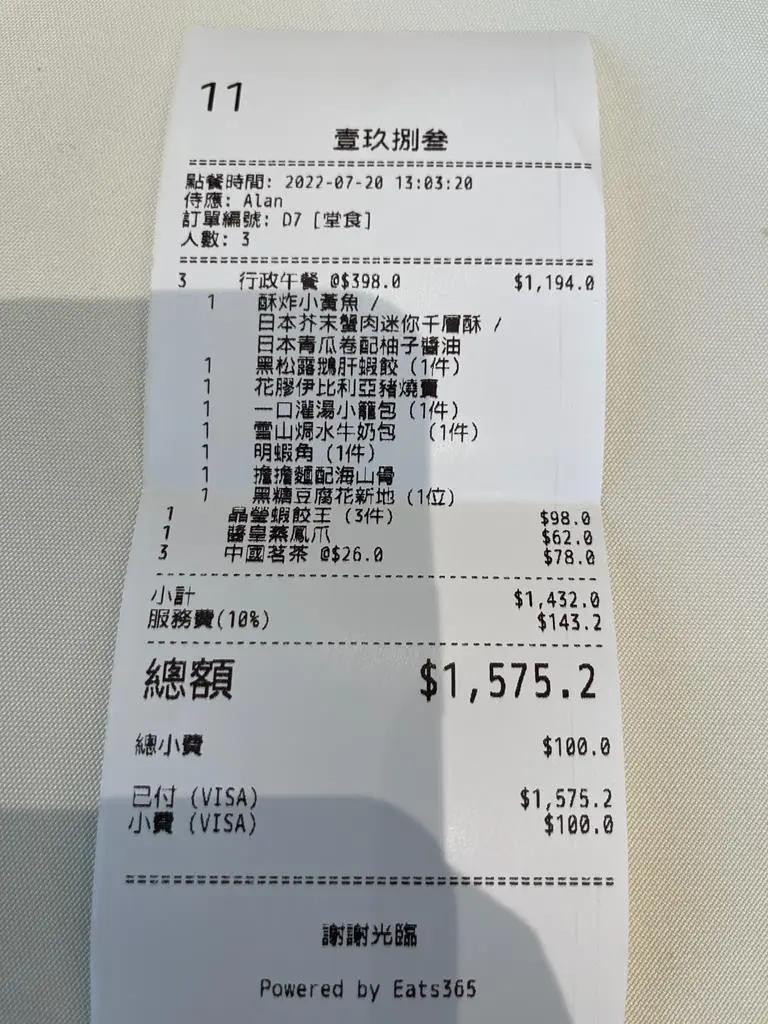 11
壹玖捌叁
點餐時間: 2022-07-20 13:03:20
侍應: Alan
訂單編號: D7 [堂食]
人數: 3
3 行政午餐 @$398.0 $1,194.0
1 酥炸小黃魚 /
日本芥末蟹肉迷你千層酥 /
日本青瓜卷配柚子醬油
1 黑松露鵝肝蝦餃 (1件)
1 花膠伊比利亞豬燒賣
1 一口灌湯小籠包 (1件)
1 雪山焗水牛奶包 (1件)
1 明蝦角 (1件)
1 擔擔麵配海山骨
1 黑糖豆腐花新地 (1位)
1 晶瑩蝦餃王 (3件) $98.0
1 醬皇蒸鳳爪 $62.0
3 中國茗茶 @$26.0 $78.0
小計 $1,432.0
服務費(10%) $143.2
總額 $1,575.2
總小費 $100.0
已付 (VISA) $1,575.2
小費 (VISA) $100.0
謝謝光臨
Powered by Eats365